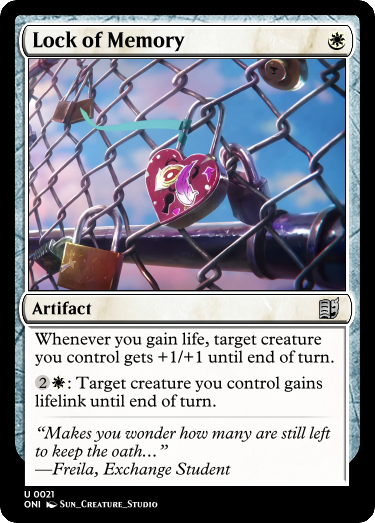 Lock of Memory
Artifact
Whenever you gain life, target creature
you control gets +1/+1 until end of turn.
2: Target creature you control gains
lifelink until end of turn.
“Makes you wonder how many are still left
to keep the oath…”
—Freila, Exchange Student
U 0021
ONI Sun_Creature_Studio